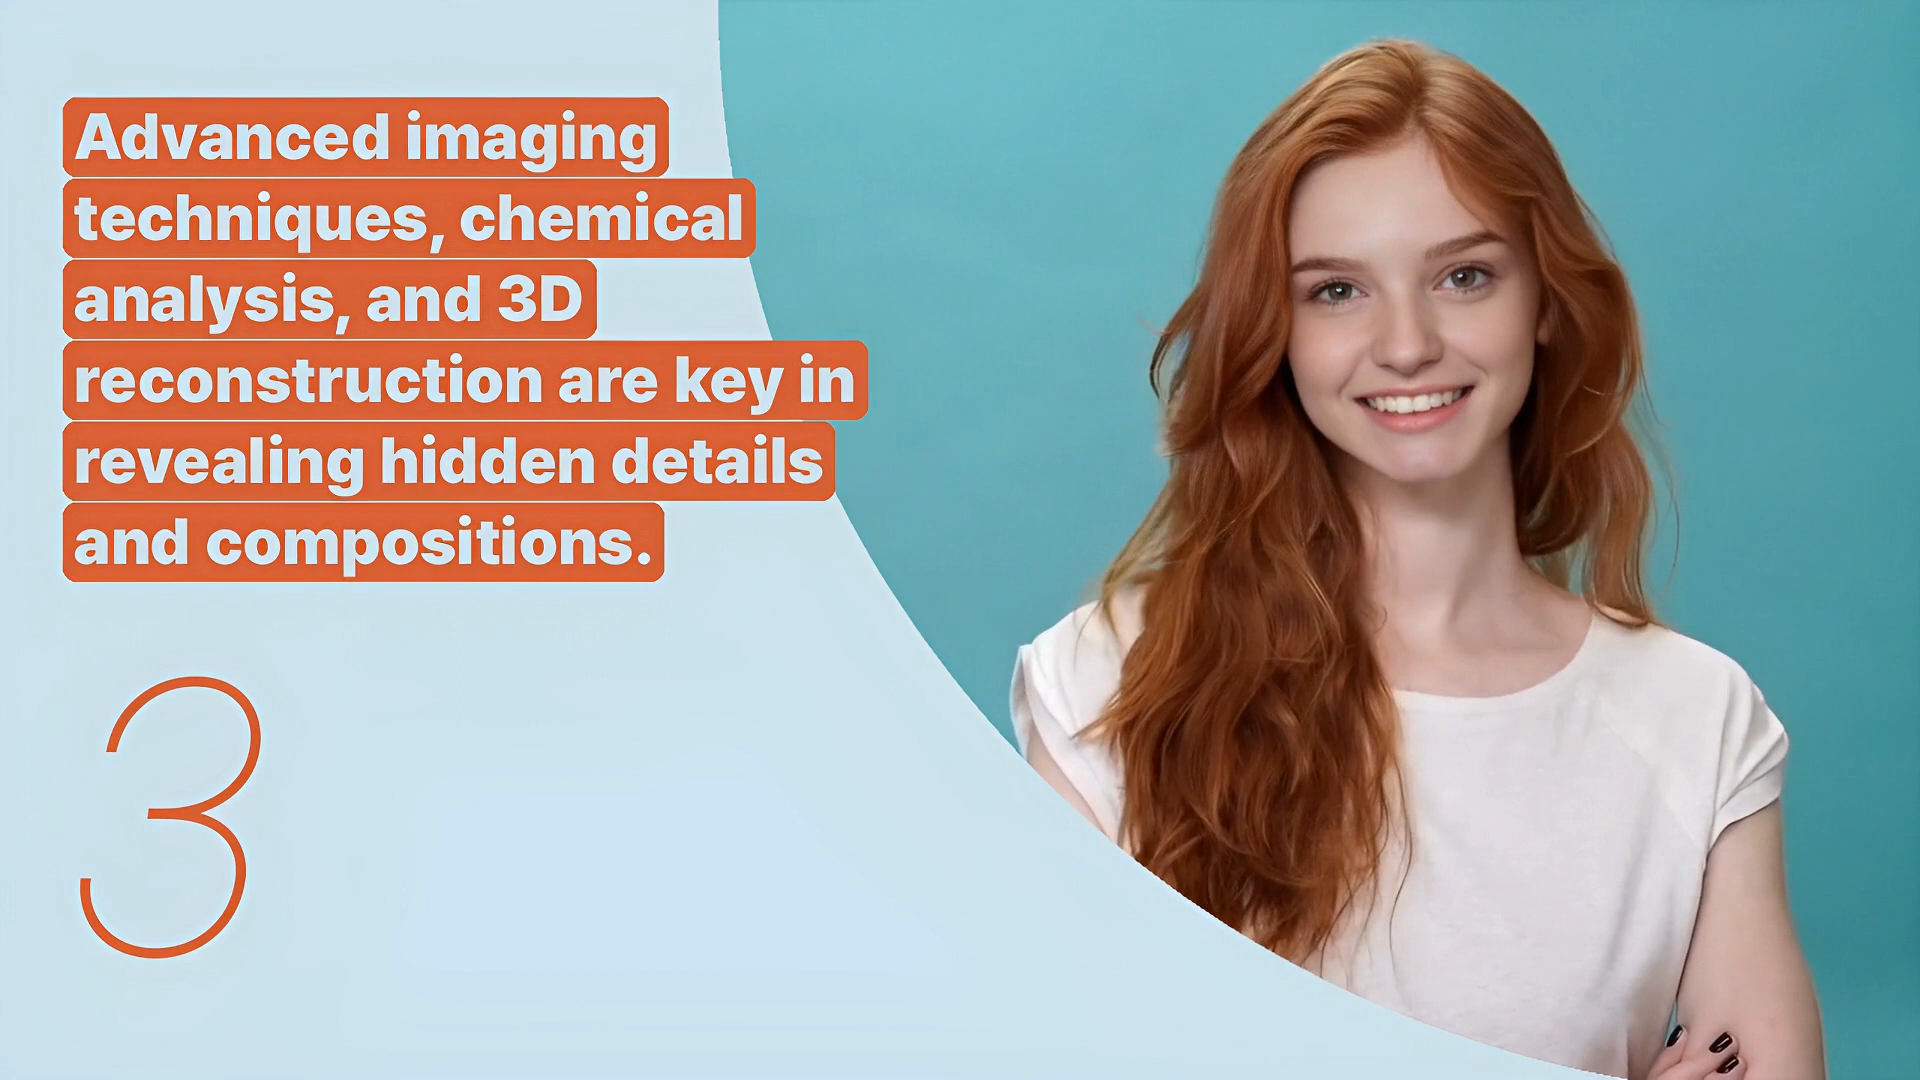 Advanced imaging
techniques, chemical
analysis, and 3D
reconstruction are key in
revealing hidden details
and compositions.
3